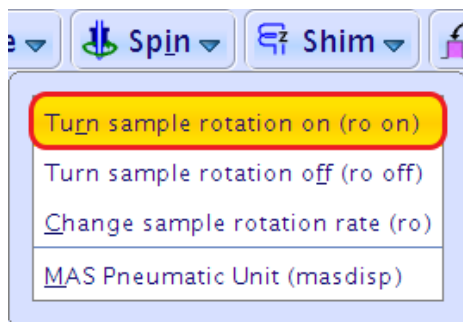 e Spin Shim
Turn sample rotation on (ro on)
Turn sample rotation off (ro off)
Change sample rotation rate (ro)
MAS Pneumatic Unit (masdisp)